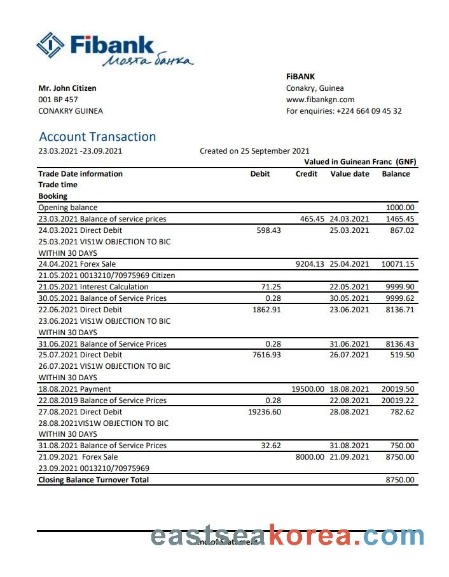 Fibank
Моята банка
FiBANK
Mr. John Citizen
Conakry, Guinea
001 BP 457
www.fibankgn.com
CONAKRY GUINEA
For enquiries: +224 664 09 45 32
Account Transaction
23.03.2021 -23.09.2021 Created on 25 September 2021
Valued in Guinean Franc (GNF)
Trade Date information Debit Credit Value date Balance
Trade time
Booking
Opening balance 1000.00
23.03.2021 Balance of service prices 465.45 24.03.2021 1465.45
24.03.2021 Direct Debit 598.43 25.03.2021 867.02
25.03.2021 VIS1W OBJECTION TO BIC
WITHIN 30 DAYS
24.04.2021 Forex Sale 9204.13 25.04.2021 10071.15
21.05.2021 0013210/70975969 Citizen
21.05.2021 Interest Calculation 71.25 22.05.2021 9999.90
30.05.2021 Balance of Service Prices 0.28 30.05.2021 9999.62
22.06.2021 Direct Debit 1862.91 23.06.2021 8136.71
23.06.2021 VIS1W OBJECTION TO BIC
WITHIN 30 DAYS
31.06.2021 Balance of Service Prices 0.28 31.06.2021 8136.43
25.07.2021 Direct Debit 7616.93 26.07.2021 519.50
26.07.2021 VIS1W OBJECTION TO BIC
WITHIN 30 DAYS
18.08.2021 Payment 19500.00 18.08.2021 20019.50
22.08.2019 Balance of Service Prices 0.28 22.08.2021 20019.22
27.08.2021 Direct Debit 19236.60 28.08.2021 782.62
28.08.2021VIS1W OBJECTION TO BIC
WITHIN 30 DAYS
31.08.2021 Balance of Service Prices 32.62 31.08.2021 750.00
21.09.2021 Forex Sale 8000.00 21.09.2021 8750.00
23.09.2021 0013210/70975969
Closing Balance Turnover Total 8750.00
End of Statement
eastseakorea.com